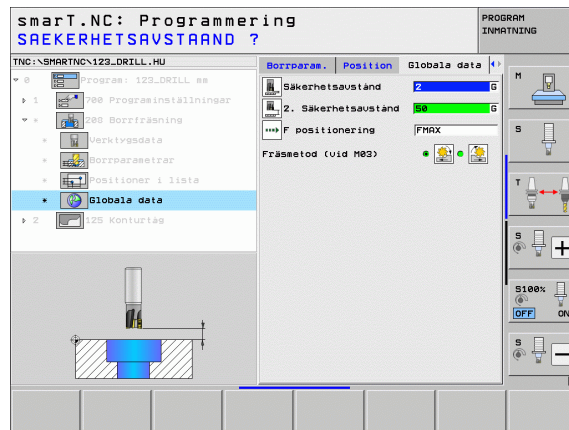 smarT.NC: Programmering
SAEKERHETSAVSTAAND ?
PROGRAM
INMATNING
TNC:\SMARTNC\123_DRILL.HU
0 Program: 123_DRILL mm
1 700 Programinställningar
* 208 Borrfräsning
* Verktygsdata
* Borrparametrar
* Positioner i lista
* Globala data
2 125 Konturtåg
Borrparam. Position Globala data
Säkerhetsavstånd 2 G
2. Säkerhetsavstånd 50 G
F positionering FMAX
Fräsmetod (vid M03)
M
S
T
S
S100%
OFF ON
S